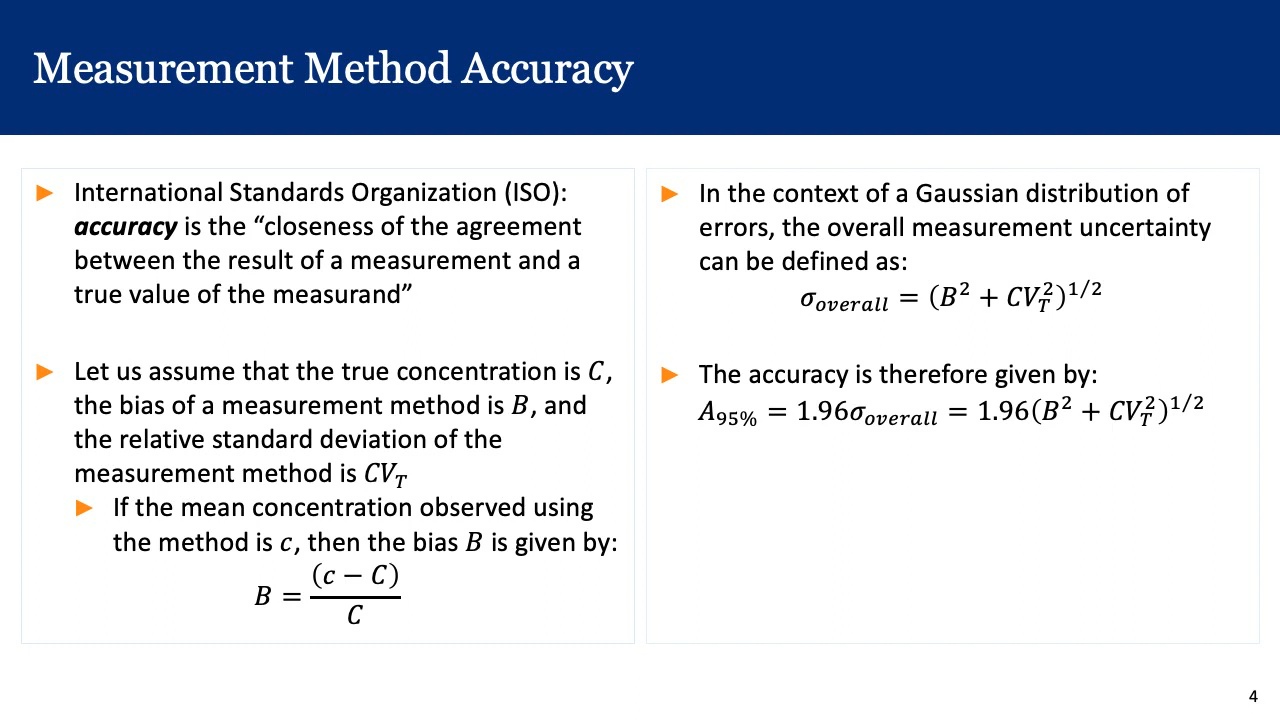 Measurement Method Accuracy
► International Standards Organization (ISO):
accuracy is the “closeness of the agreement
between the result of a measurement and a
true value of the measurand”
► Let us assume that the true concentration is C,
the bias of a measurement method is B, and
the relative standard deviation of the
measurement method is CV_T
► If the mean concentration observed using
the method is c, then the bias B is given by:
B = (c − C) / C
► In the context of a Gaussian distribution of
errors, the overall measurement uncertainty
can be defined as:
σ_overall = (B² + CV_T²)^1/2
► The accuracy is therefore given by:
A_95% = 1.96σ_overall = 1.96(B² + CV_T²)^1/2
4